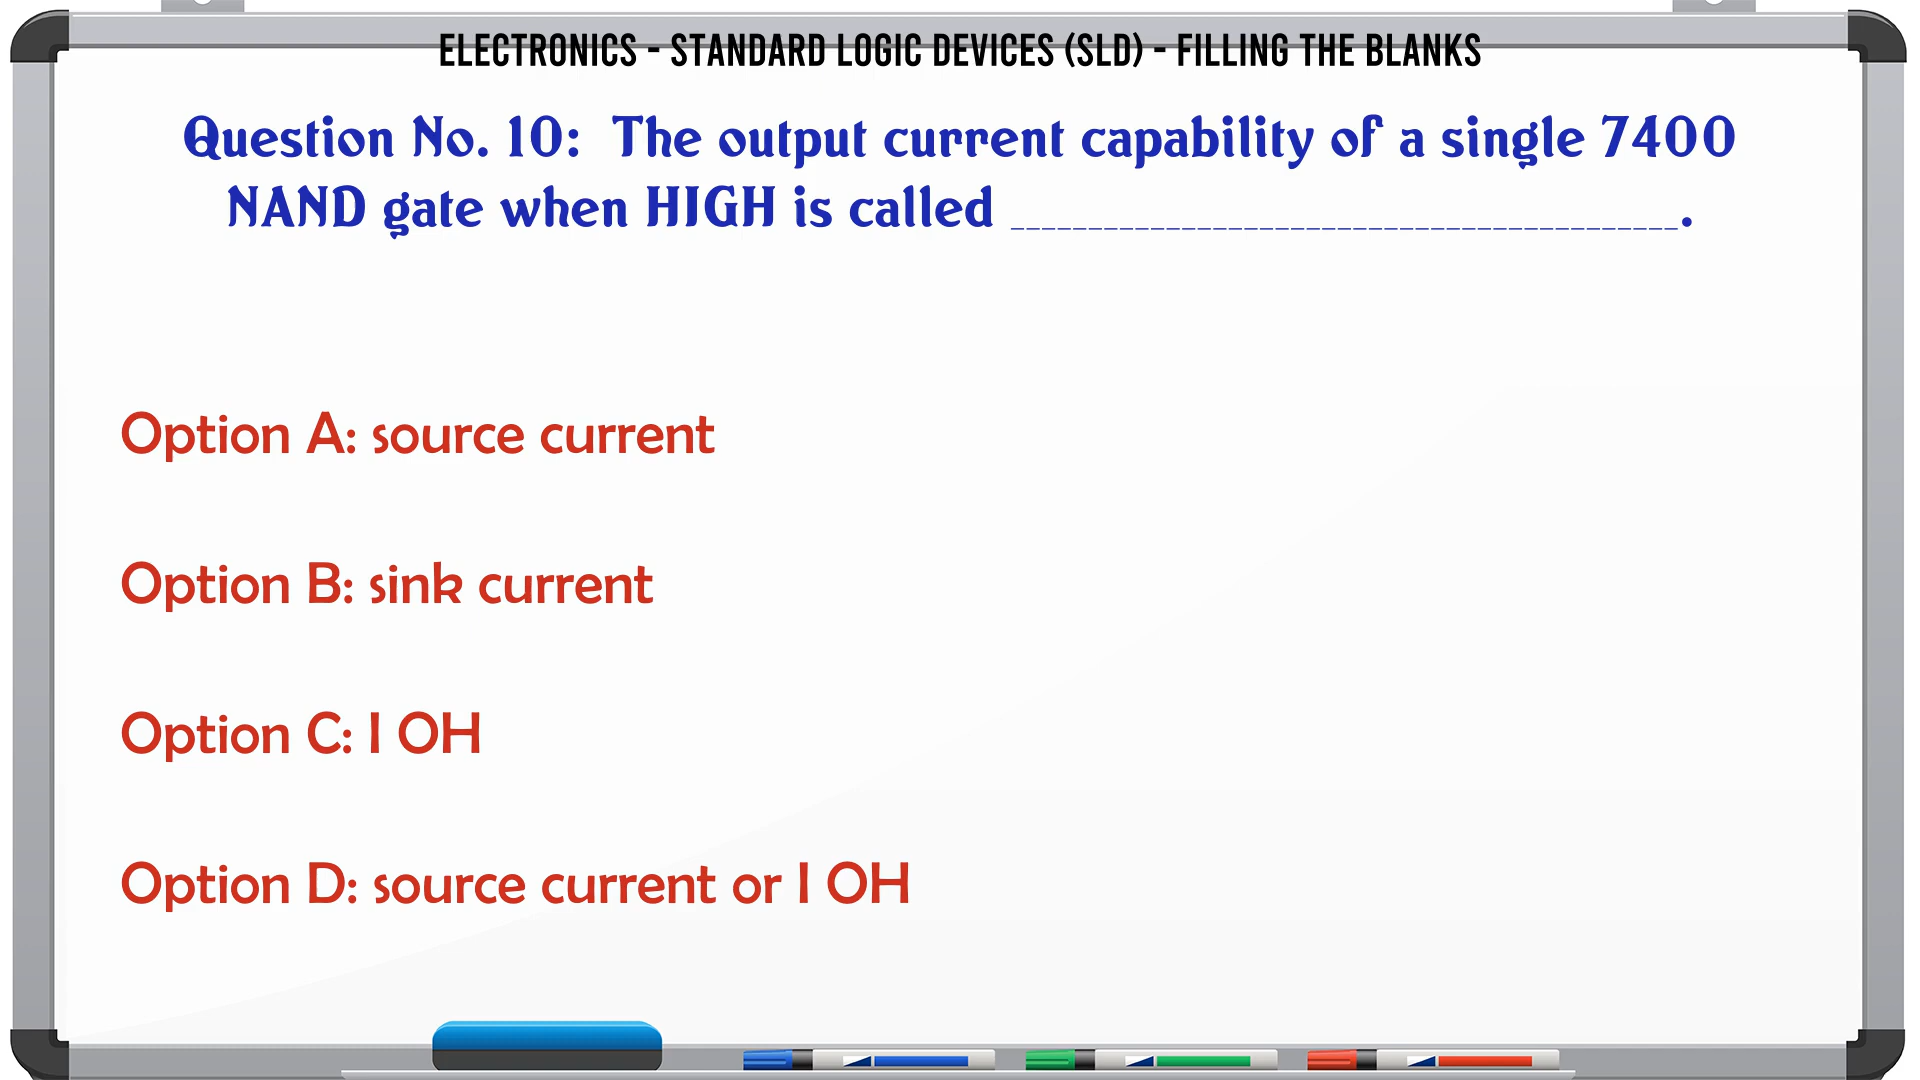 ELECTRONICS - STANDARD LOGIC DEVICES (SLD) - FILLING THE BLANKS
Question No. 10: The output current capability of a single 7400
NAND gate when HIGH is called ___________________________________________.
Option A: source current
Option B: sink current
Option C: I OH
Option D: source current or I OH